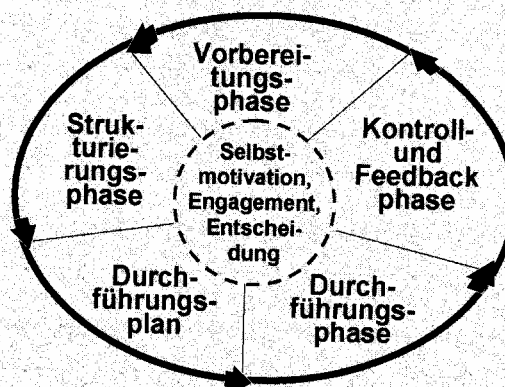 Vorberei-
tungs-
phase
Struk-
turie-
rungs-
phase
Selbst-
motivation,
Engagement,
Entschei-
dung
Kontroll-
und
Feedback
phase
Durch-
führungs-
plan
Durch-
führungs-
phase